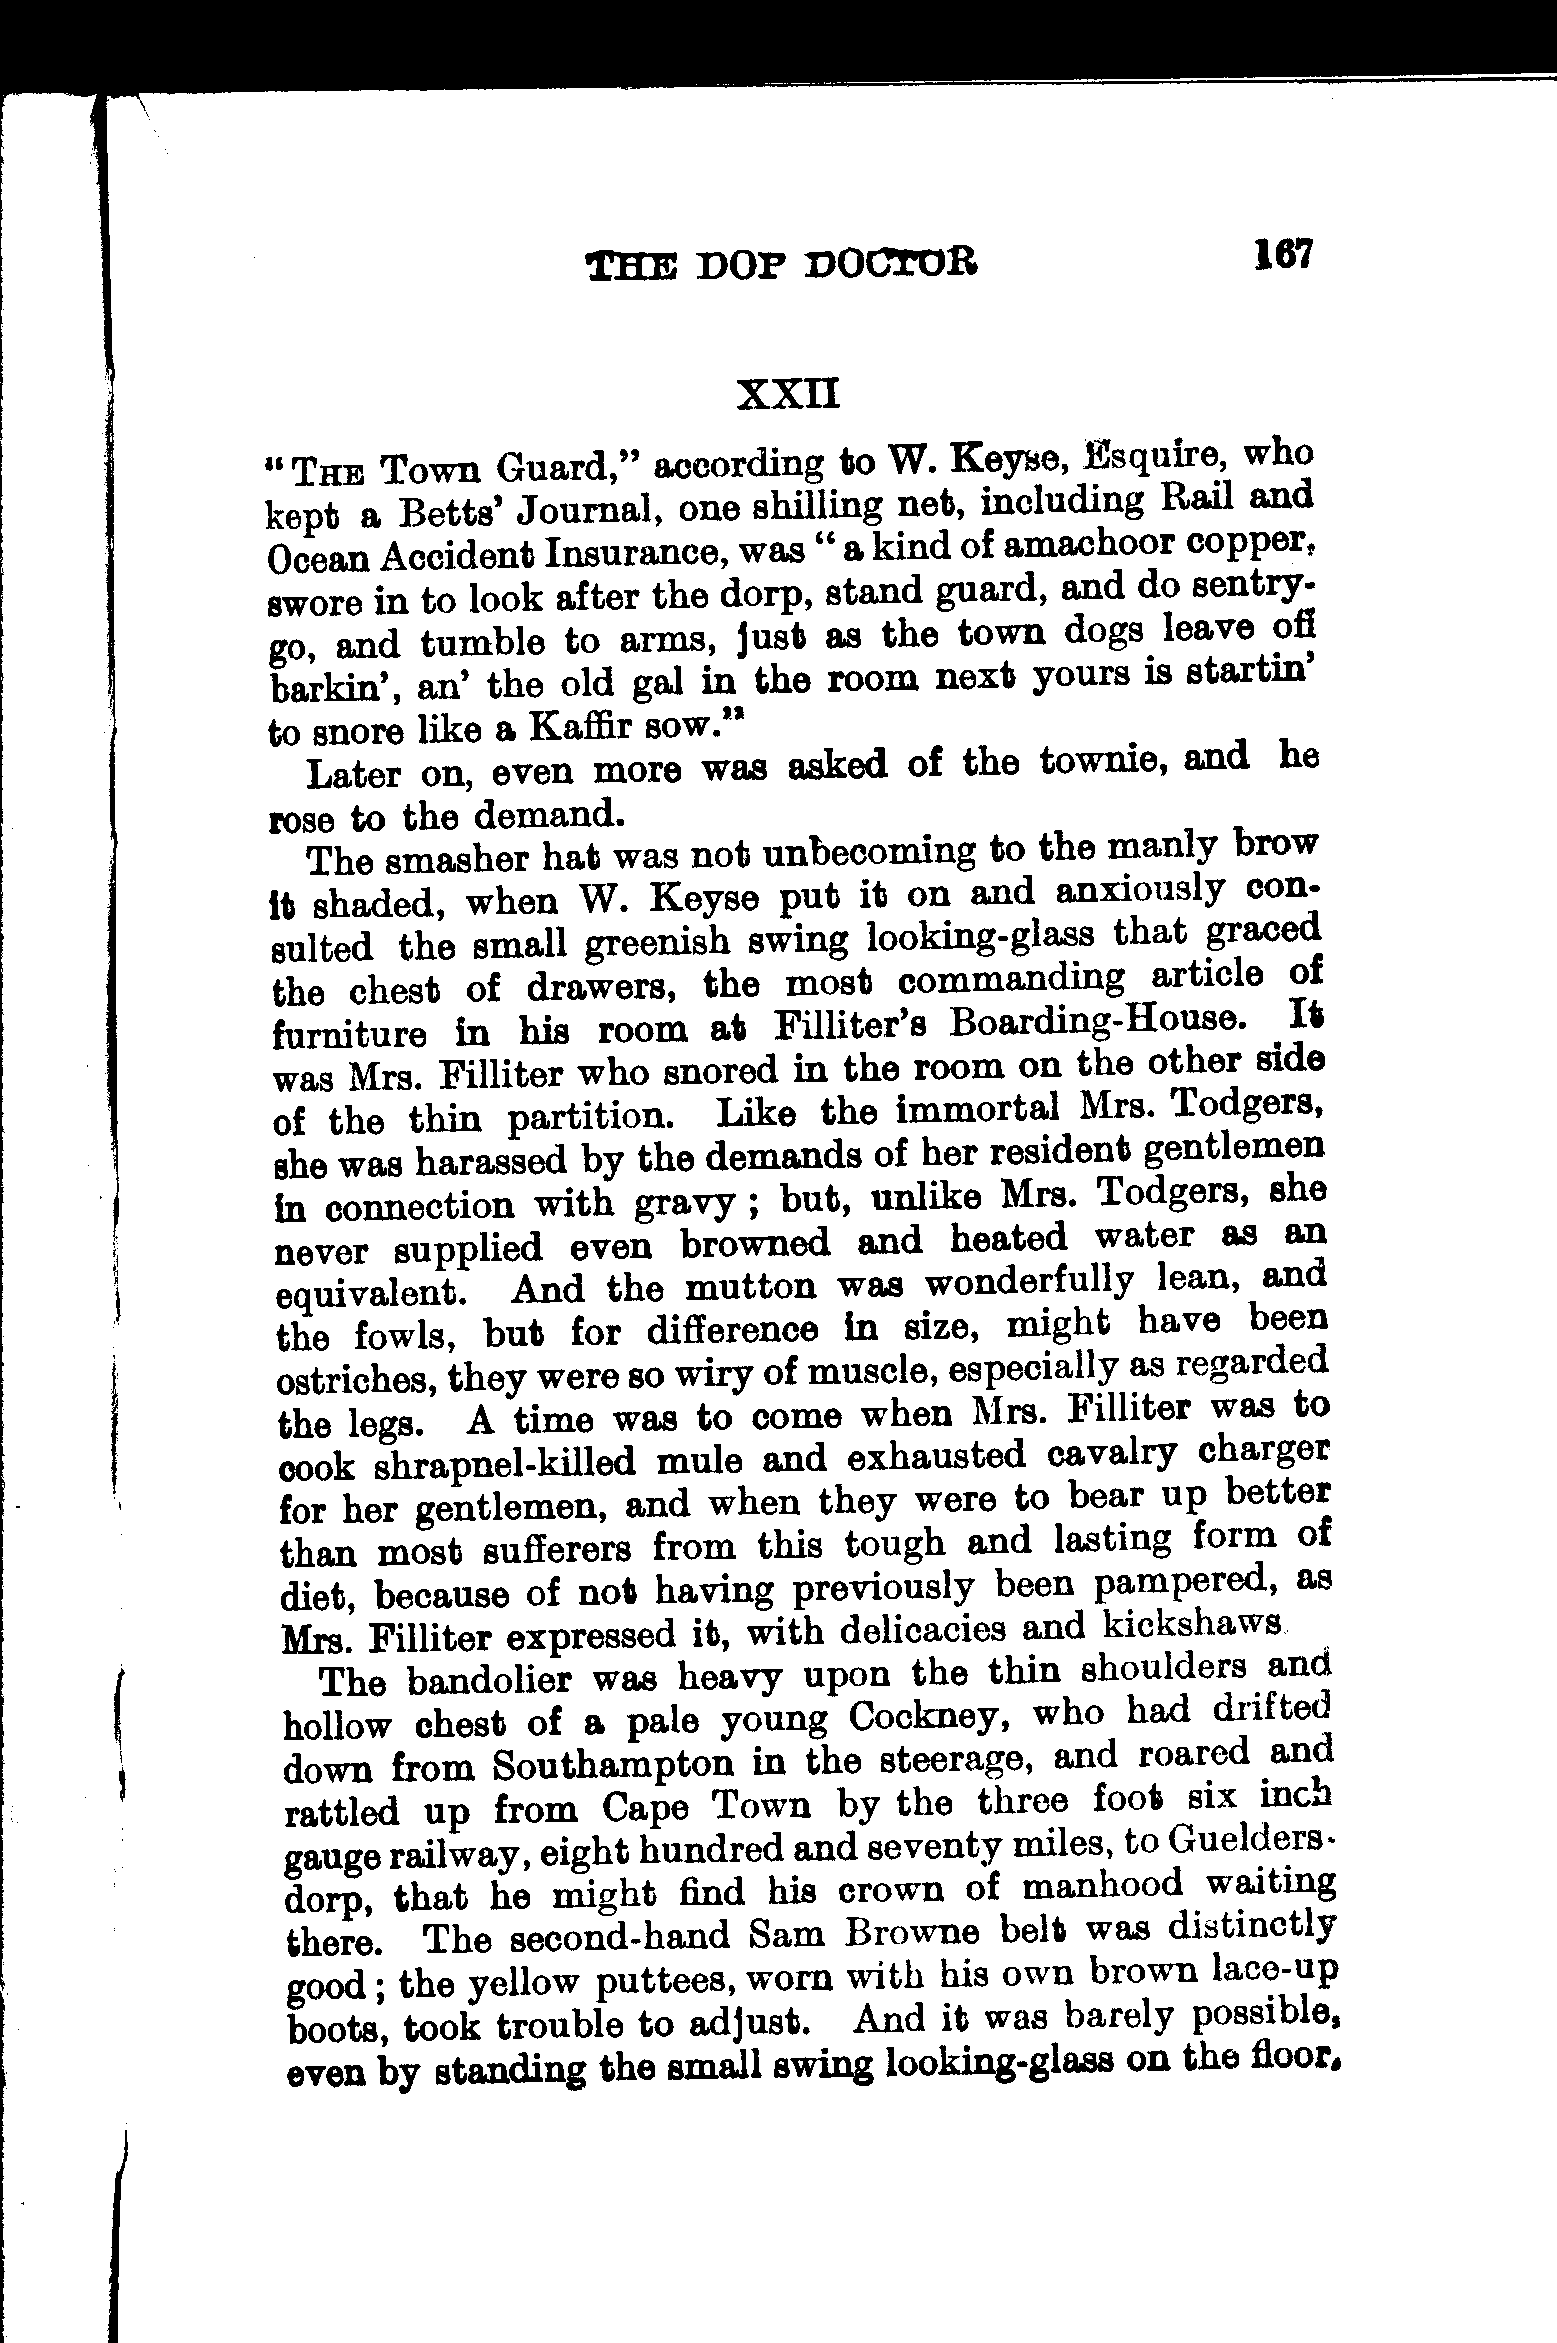 THE DOP DOCTOR 167
XXII
“THE Town Guard,” according to W. Keyse, Esquire, who
kept a Betts’ Journal, one shilling net, including Rail and
Ocean Accident Insurance, was “a kind of amachoor copper,
swore in to look after the dorp, stand guard, and do sentry-
go, and tumble to arms, just as the town dogs leave off
barkin’, an’ the old gal in the room next yours is startin’
to snore like a Kaffir sow.”
Later on, even more was asked of the townie, and he
rose to the demand.
The smasher hat was not unbecoming to the manly brow
it shaded, when W. Keyse put it on and anxiously con-
sulted the small greenish swing looking-glass that graced
the chest of drawers, the most commanding article of
furniture in his room at Filliter’s Boarding-House. It
was Mrs. Filliter who snored in the room on the other side
of the thin partition. Like the immortal Mrs. Todgers,
she was harassed by the demands of her resident gentlemen
in connection with gravy; but, unlike Mrs. Todgers, she
never supplied even browned and heated water as an
equivalent. And the mutton was wonderfully lean, and
the fowls, but for difference in size, might have been
ostriches, they were so wiry of muscle, especially as regarded
the legs. A time was to come when Mrs. Filliter was to
cook shrapnel-killed mule and exhausted cavalry charger
for her gentlemen, and when they were to bear up better
than most sufferers from this tough and lasting form of
diet, because of not having previously been pampered, as
Mrs. Filliter expressed it, with delicacies and kickshaws.
The bandolier was heavy upon the thin shoulders and
hollow chest of a pale young Cockney, who had drifted
down from Southampton in the steerage, and roared and
rattled up from Cape Town by the three foot six inch
gauge railway, eight hundred and seventy miles, to Guelders-
dorp, that he might find his crown of manhood waiting
there. The second-hand Sam Browne belt was distinctly
good; the yellow puttees, worn with his own brown lace-up
boots, took trouble to adjust. And it was barely possible,
even by standing the small swing looking-glass on the floor,